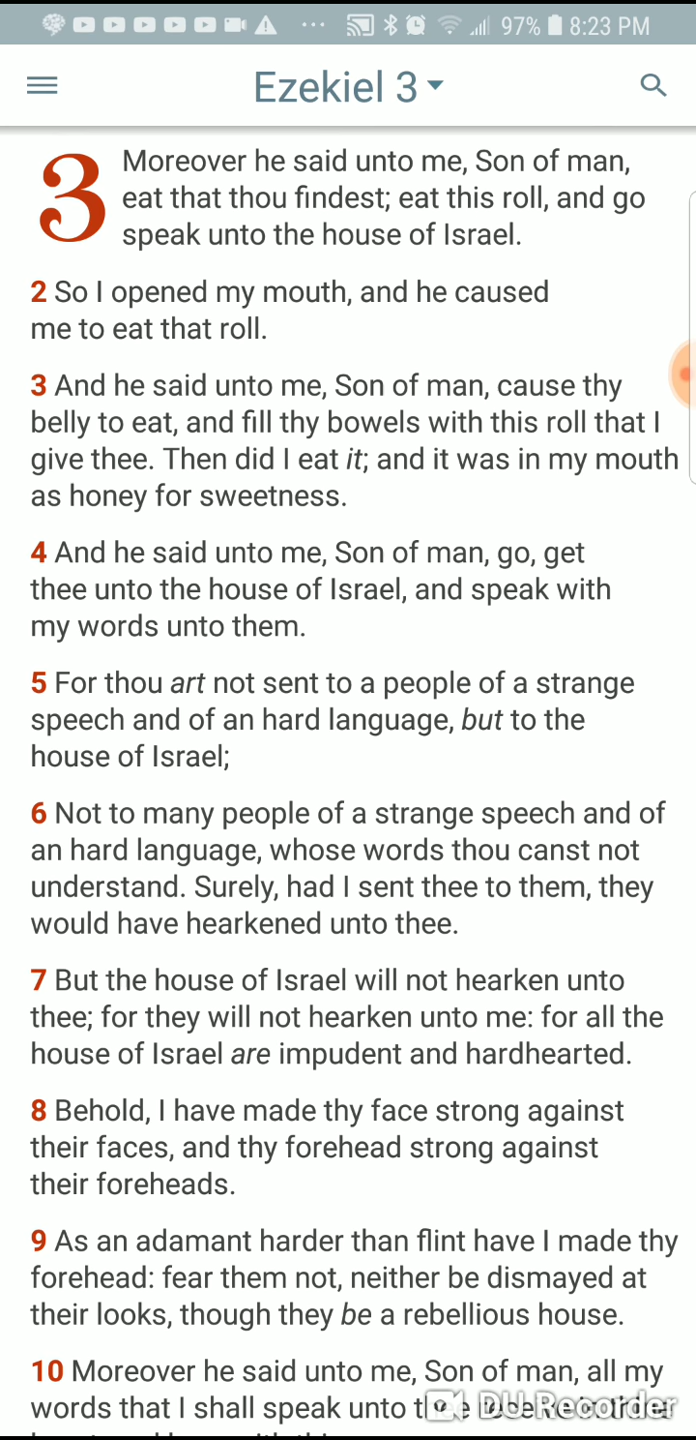 97% 8:23 PM
Ezekiel 3
3 Moreover he said unto me, Son of man,
eat that thou findest; eat this roll, and go
speak unto the house of Israel.
2 So I opened my mouth, and he caused
me to eat that roll.
3 And he said unto me, Son of man, cause thy
belly to eat, and fill thy bowels with this roll that I
give thee. Then did I eat it; and it was in my mouth
as honey for sweetness.
4 And he said unto me, Son of man, go, get
thee unto the house of Israel, and speak with
my words unto them.
5 For thou art not sent to a people of a strange
speech and of an hard language, but to the
house of Israel;
6 Not to many people of a strange speech and of
an hard language, whose words thou canst not
understand. Surely, had I sent thee to them, they
would have hearkened unto thee.
7 But the house of Israel will not hearken unto
thee; for they will not hearken unto me: for all the
house of Israel are impudent and hardhearted.
8 Behold, I have made thy face strong against
their faces, and thy forehead strong against
their foreheads.
9 As an adamant harder than flint have I made thy
forehead: fear them not, neither be dismayed at
their looks, though they be a rebellious house.
10 Moreover he said unto me, Son of man, all my
words that I shall speak unto
DU Recorder